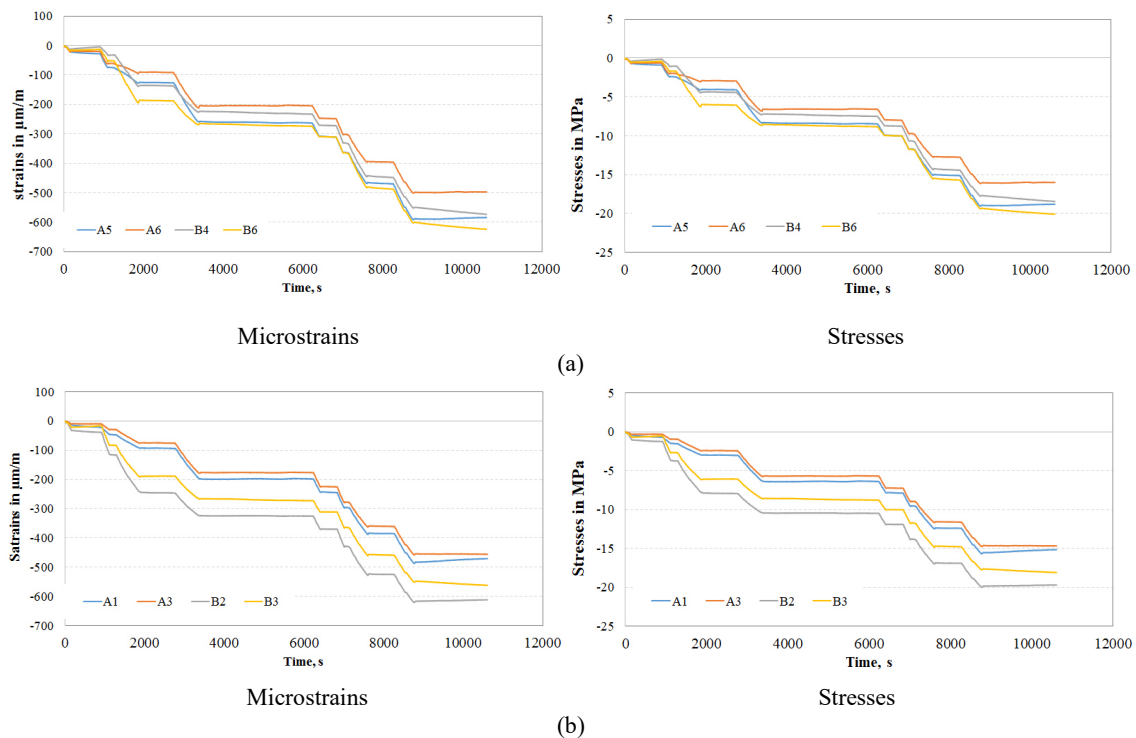 100
0
-100
-200
-300
-400
-500
-600
-700
strains in µm/m
0 2000 4000 6000 8000 10000 12000
Time, s
A5 A6 B4 B6
5
0
-5
-10
-15
-20
-25
Stresses in MPa
0 2000 4000 6000 8000 10000 12000
Time, s
A5 A6 B4 B6
Microstrains Stresses
(a)
100
0
-100
-200
-300
-400
-500
-600
-700
Satrains in µm/m
0 2000 4000 6000 8000 10000 12000
Time, s
A1 A3 B2 B3
5
0
-5
-10
-15
-20
-25
Stresses in MPa
0 2000 4000 6000 8000 10000 12000
Time, s
A1 A3 B2 B3
Microstrains Stresses
(b)